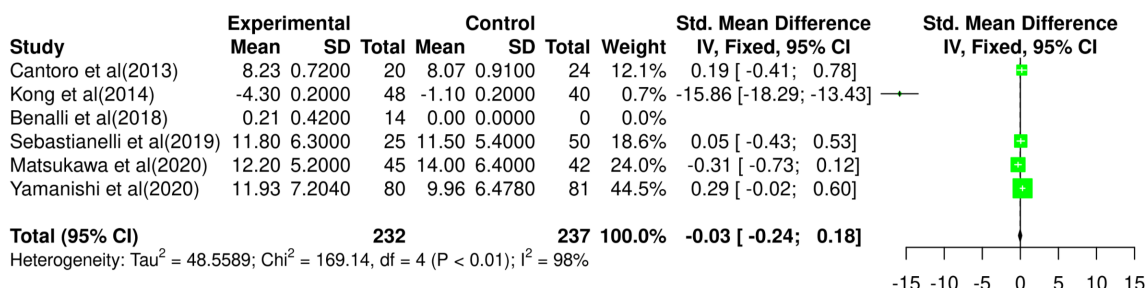 Experimental Control Std. Mean Difference Std. Mean Difference
Study Mean SD Total Mean SD Total Weight IV, Fixed, 95% CI IV, Fixed, 95% CI
Cantoro et al(2013) 8.23 0.7200 20 8.07 0.9100 24 12.1% 0.19 [ -0.41; 0.78]
Kong et al(2014) -4.30 0.2000 48 -1.10 0.2000 40 0.7% -15.86 [-18.29; -13.43]
Benalli et al(2018) 0.21 0.4200 14 0.00 0.0000 0 0.0%
Sebastianelli et al(2019) 11.80 6.3000 25 11.50 5.4000 50 18.6% 0.05 [ -0.43; 0.53]
Matsukawa et al(2020) 12.20 5.2000 45 14.00 6.4000 42 24.0% -0.31 [ -0.73; 0.12]
Yamanishi et al(2020) 11.93 7.2040 80 9.96 6.4780 81 44.5% 0.29 [ -0.02; 0.60]
Total (95% CI) 232 237 100.0% -0.03 [ -0.24; 0.18]
Heterogeneity: Tau² = 48.5589; Chi² = 169.14, df = 4 (P < 0.01); I² = 98%
-15 -10 -5 0 5 10 15